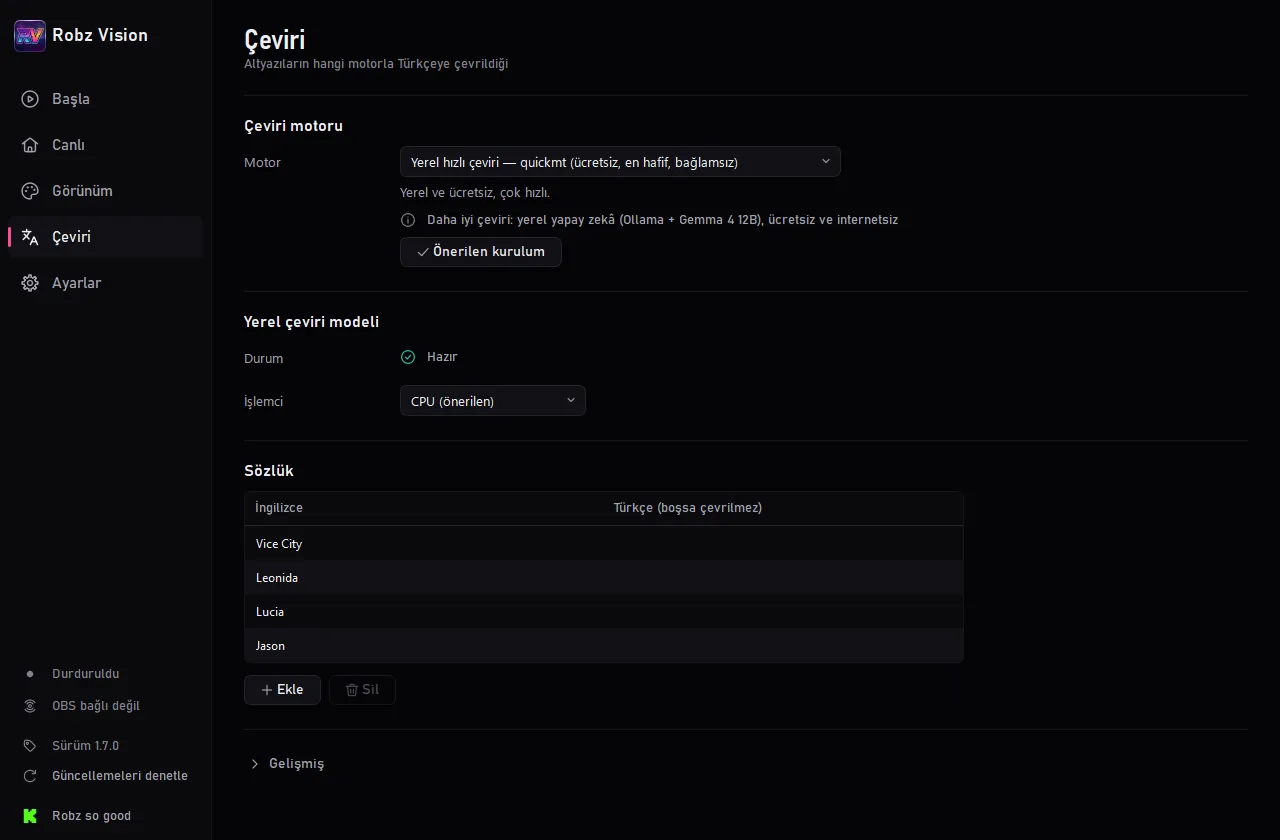 Robz Vision
Başla
Canlı
Görünüm
Çeviri
Ayarlar
Durduruldu
OBS bağlı değil
Sürüm 1.7.0
Güncellemeleri denetle
Robz so good
Çeviri
Altyazıların hangi motorla Türkçeye çevrildiği
Çeviri motoru
Motor
Yerel hızlı çeviri — quickmt (ücretsiz, en hafif, bağlamsız)
Yerel ve ücretsiz, çok hızlı.
Daha iyi çeviri: yerel yapay zekâ (Ollama + Gemma 4 12B), ücretsiz ve internetsiz
Önerilen kurulum
Yerel çeviri modeli
Durum
Hazır
İşlemci
CPU (önerilen)
Sözlük
İngilizce
Türkçe (boşsa çevrilmez)
Vice City
Leonida
Lucia
Jason
Ekle
Sil
Gelişmiş